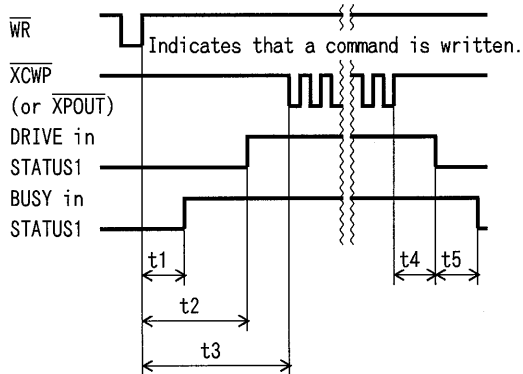 WR
Indicates that a command is written.
XCWP
(or XPOUT)
DRIVE in
STATUS1
BUSY in
STATUS1
t1
t4
t5
t2
t3